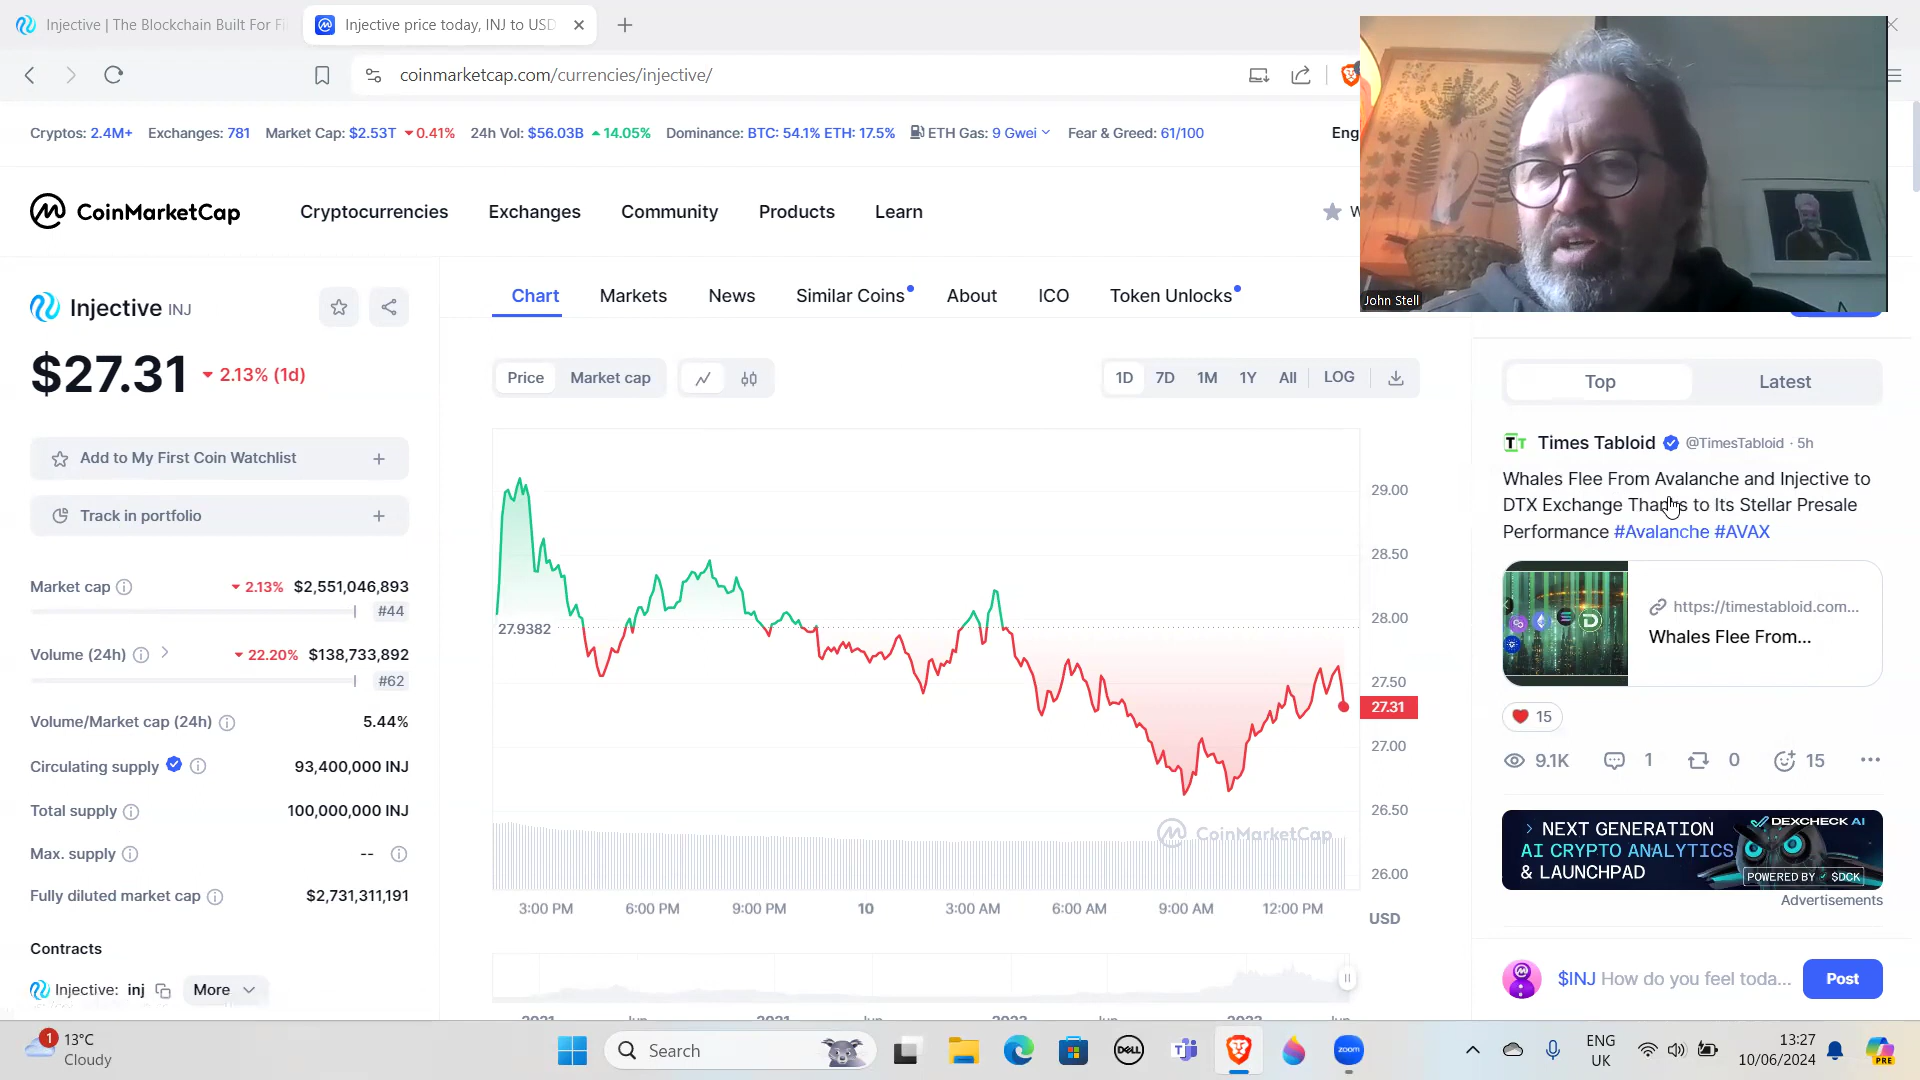 Injective | The Blockchain Built For Fi
Injective price today, INJ to USD
coinmarketcap.com/currencies/injective/
Cryptos: 2.4M+ Exchanges: 781 Market Cap: $2.53T 0.41% 24h Vol: $56.03B 14.05% Dominance: BTC: 54.1% ETH: 17.5% ETH Gas: 9 Gwei Fear & Greed: 61/100
Eng
CoinMarketCap
Cryptocurrencies Exchanges Community Products Learn
W
John Stell
Injective INJ
$27.31 2.13% (1d)
Add to My First Coin Watchlist +
Track in portfolio +
Market cap 2.13% $2,551,046,893
#44
Volume (24h) 22.20% $138,733,892
#62
Volume/Market cap (24h) 5.44%
Circulating supply 93,400,000 INJ
Total supply 100,000,000 INJ
Max. supply --
Fully diluted market cap $2,731,311,191
Contracts
Injective: inj More
Chart Markets News Similar Coins About ICO Token Unlocks
Price Market cap
1D 7D 1M 1Y All LOG
29.00
28.50
28.00
27.9382
27.50
27.31
27.00
26.50
26.00
CoinMarketCap
3:00 PM 6:00 PM 9:00 PM 10 3:00 AM 6:00 AM 9:00 AM 12:00 PM
USD
Top Latest
Times Tabloid @TimesTabloid · 5h
Whales Flee From Avalanche and Injective to
DTX Exchange Thanks to Its Stellar Presale
Performance #Avalanche #AVAX
https://timestabloid.com...
Whales Flee From...
15
9.1K 1 0 15
NEXT GENERATION
AI CRYPTO ANALYTICS
& LAUNCHPAD
DEXCHECK AI
POWERED BY $DCK
Advertisements
$INJ How do you feel toda...
Post
1
13°C
Cloudy
Search
DELL
zoom
ENG
UK
13:27
10/06/2024
PRE